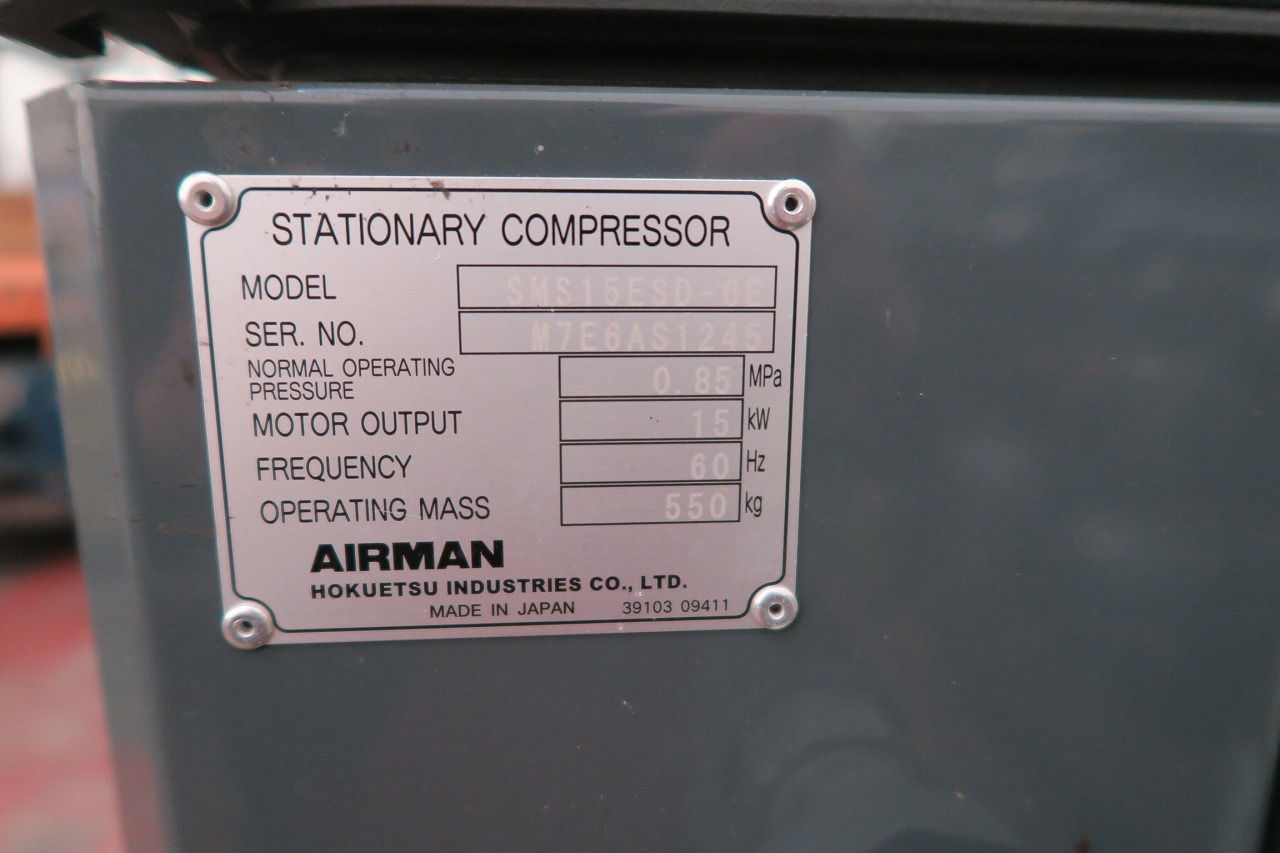 STATIONARY COMPRESSOR
MODEL SMS15ESD-6E
SER. NO. M7E6AS1245
NORMAL OPERATING
PRESSURE 0.85 MPa
MOTOR OUTPUT 15 kW
FREQUENCY 60 Hz
OPERATING MASS 550 kg
AIRMAN
HOKUETSU INDUSTRIES CO., LTD.
MADE IN JAPAN 39103 09411